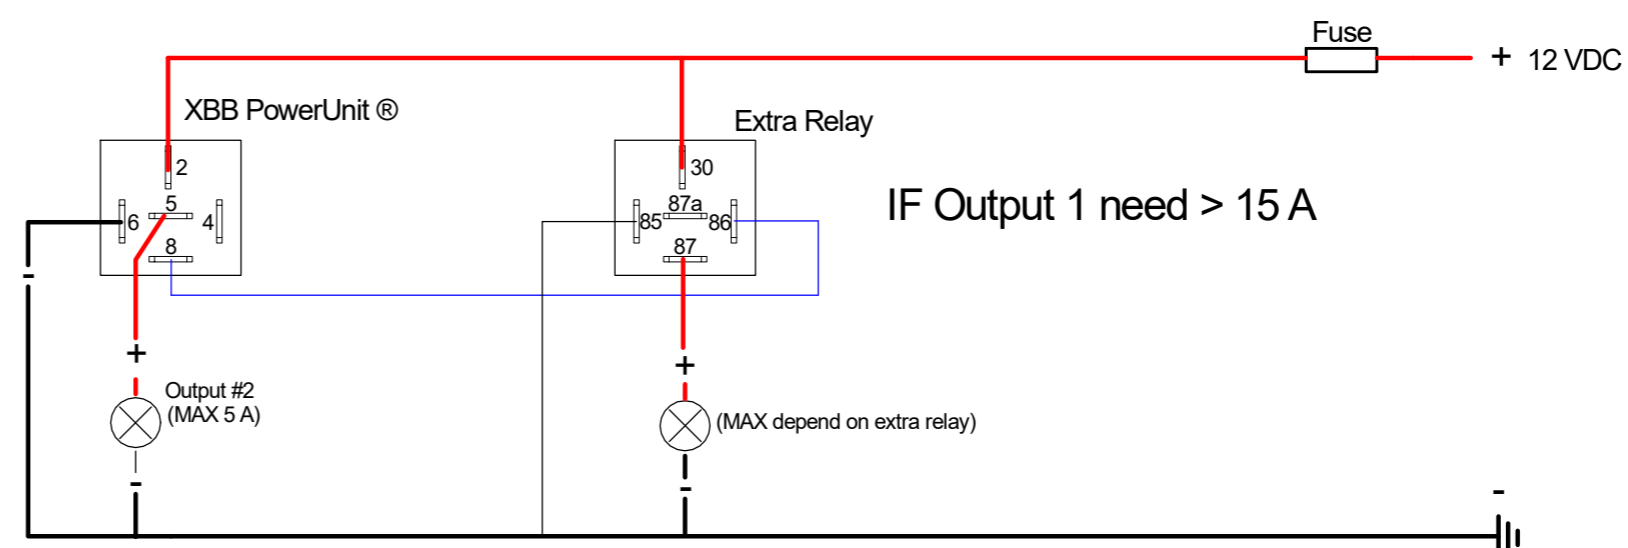 Fuse
+ 12 VDC
XBB PowerUnit ®
Extra Relay
2
30
IF Output 1 need > 15 A
5
87a
6
4
85
86
8
87
-
+
+
Output #2
(MAX 5 A)
(MAX depend on extra relay)
-
-
-